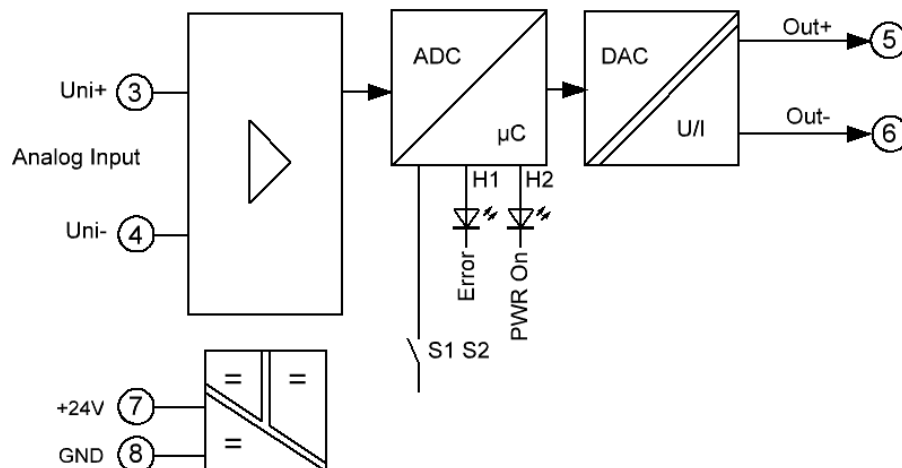 Uni+ 3
Analog Input
Uni- 4
ADC
µC
DAC
U/I
Out+ 5
Out- 6
H1 H2
Error
PWR On
S1 S2
= =
=
+24V 7
GND 8